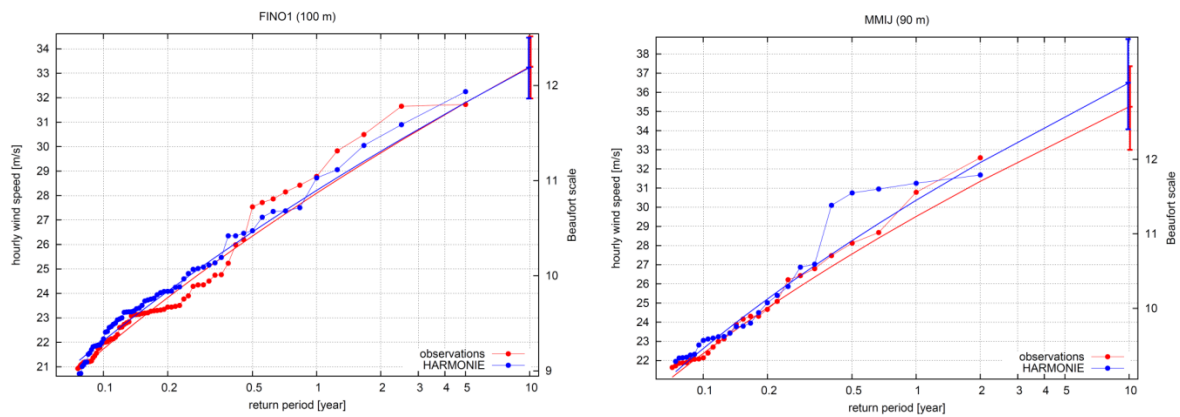 FINO1 (100 m)
34
33
32
31
30
29
28
27
26
25
24
23
22
21
hourly wind speed [m/s]
12
11
10
9
Beaufort scale
observations
HARMONIE
0.1 0.2 0.5 1 2 3 4 5 10
return period [year]
MMIJ (90 m)
38
37
36
35
34
33
32
31
30
29
28
27
26
25
24
23
22
hourly wind speed [m/s]
12
11
10
Beaufort scale
observations
HARMONIE
0.1 0.2 0.5 1 2 3 4 5 10
return period [year]